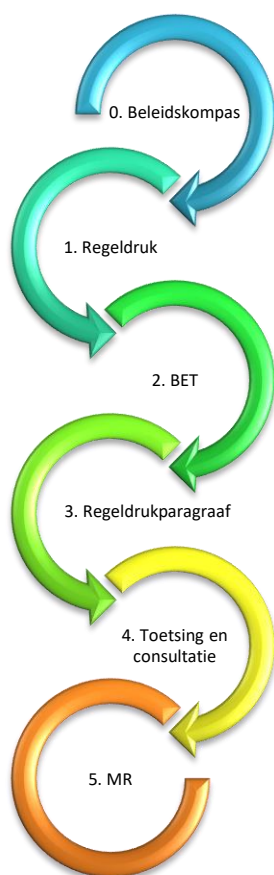 0. Beleidskompas
1. Regeldruk
2. BET
3. Regeldrukparagraaf
4. Toetsing en
consultatie
5. MR